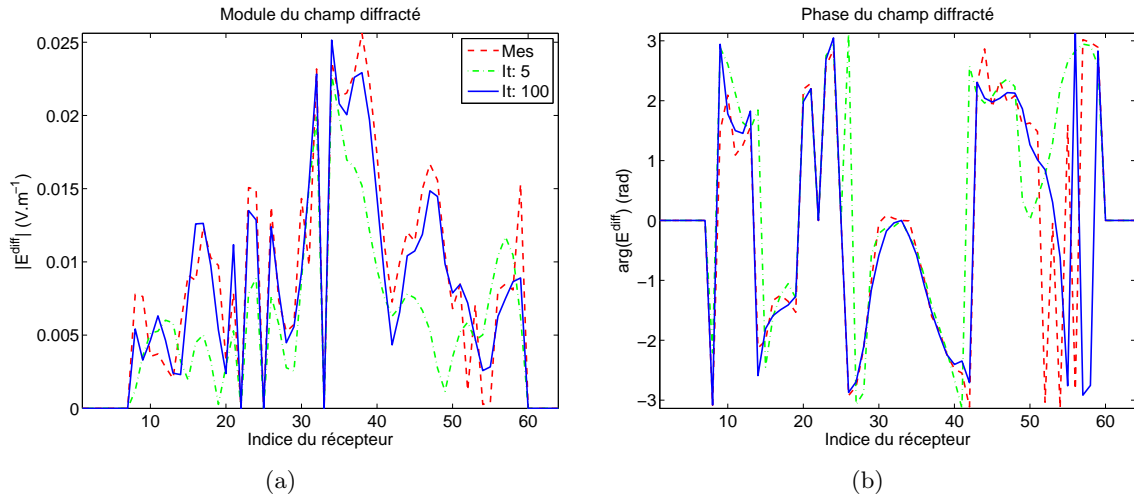 Module du champ diffracté
|E^diff| (V.m^-1)
0.025
0.02
0.015
0.01
0.005
0
10 20 30 40 50 60
Indice du récepteur
Mes
It: 5
It: 100
(a)
Phase du champ diffracté
arg(E^diff) (rad)
3
2
1
0
−1
−2
−3
10 20 30 40 50 60
Indice du récepteur
(b)